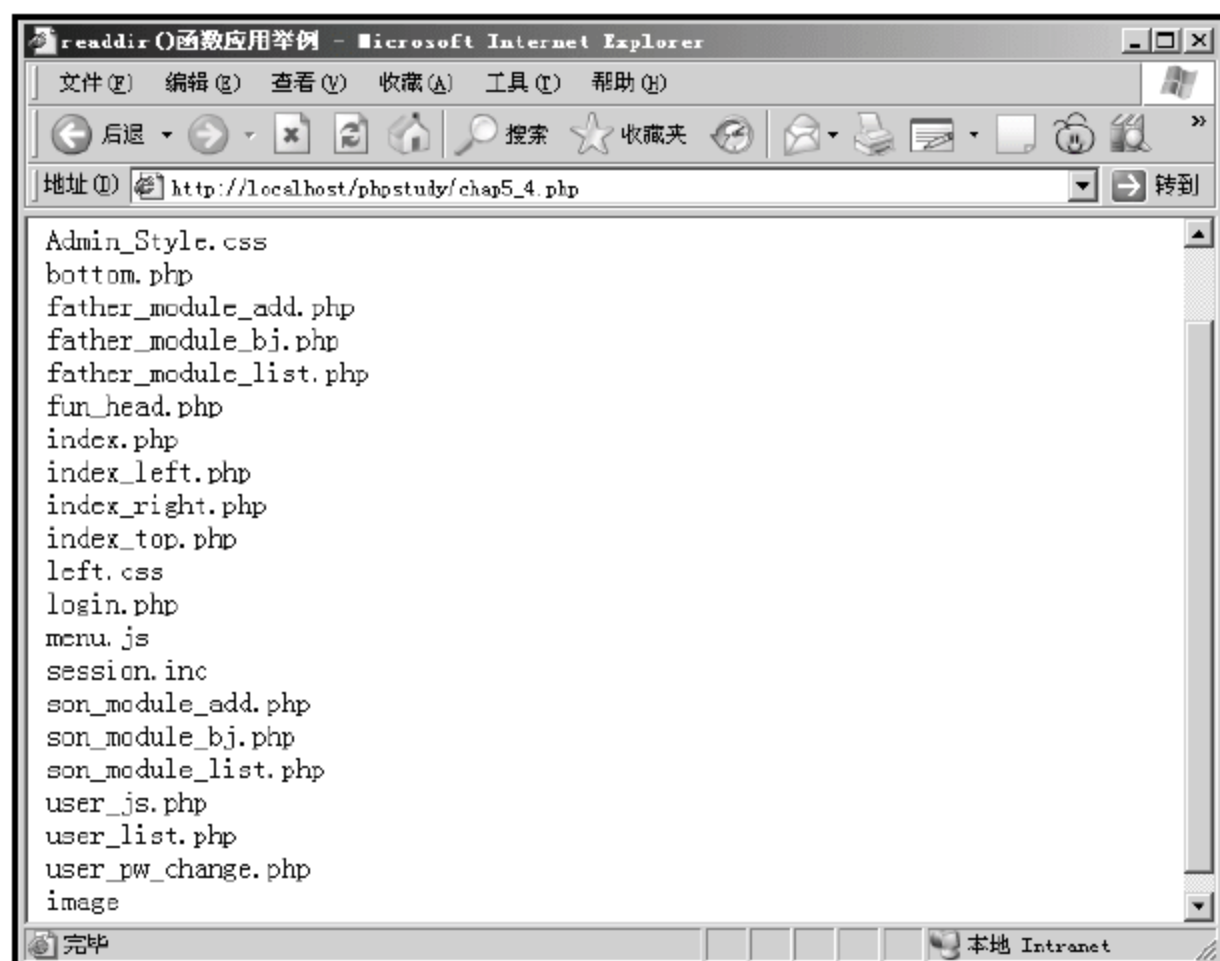 readdir()函数应用举例 - Microsoft Internet Explorer
文件(F) 编辑(E) 查看(V) 收藏(A) 工具(T) 帮助(H)
后退 搜索 收藏夹 »
地址(D) http://localhost/phpstudy/chap5_4.php 转到
Admin_Style.css
bottom.php
father_module_add.php
father_module_bj.php
father_module_list.php
fun_head.php
index.php
index_left.php
index_right.php
index_top.php
left.css
login.php
menu.js
session.inc
son_module_add.php
son_module_bj.php
son_module_list.php
user_js.php
user_list.php
user_pw_change.php
image
完毕 本地 Intranet